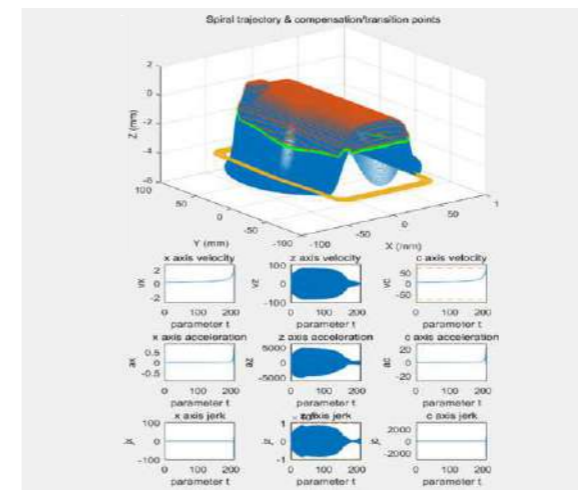 Spiral trajectory & compensation/transition points
2
0
-2
-4
-6
Z (mm)
100
50
0
-50
-100
Y (mm)
-100
-50
0
50
1
X (mm)
x axis velocity z axis velocity c axis velocity
vx 2 0 -2
vz 100 0 -100
vc 50 0 -50
0 100 200 0 100 200 0 100 200
parameter t parameter t parameter t
x axis acceleration z axis acceleration c axis acceleration
ax 0.5 0 -0.5
az 5000 0 -5000
ac 20 0 -20
0 100 200 0 100 200 0 100 200
parameter t parameter t parameter t
x axis jerk axis jerk c axis jerk
100 0 -100
1 0 -1
2000 0 -2000
0 100 200 0 100 200 0 100 200
parameter t parameter t parameter t